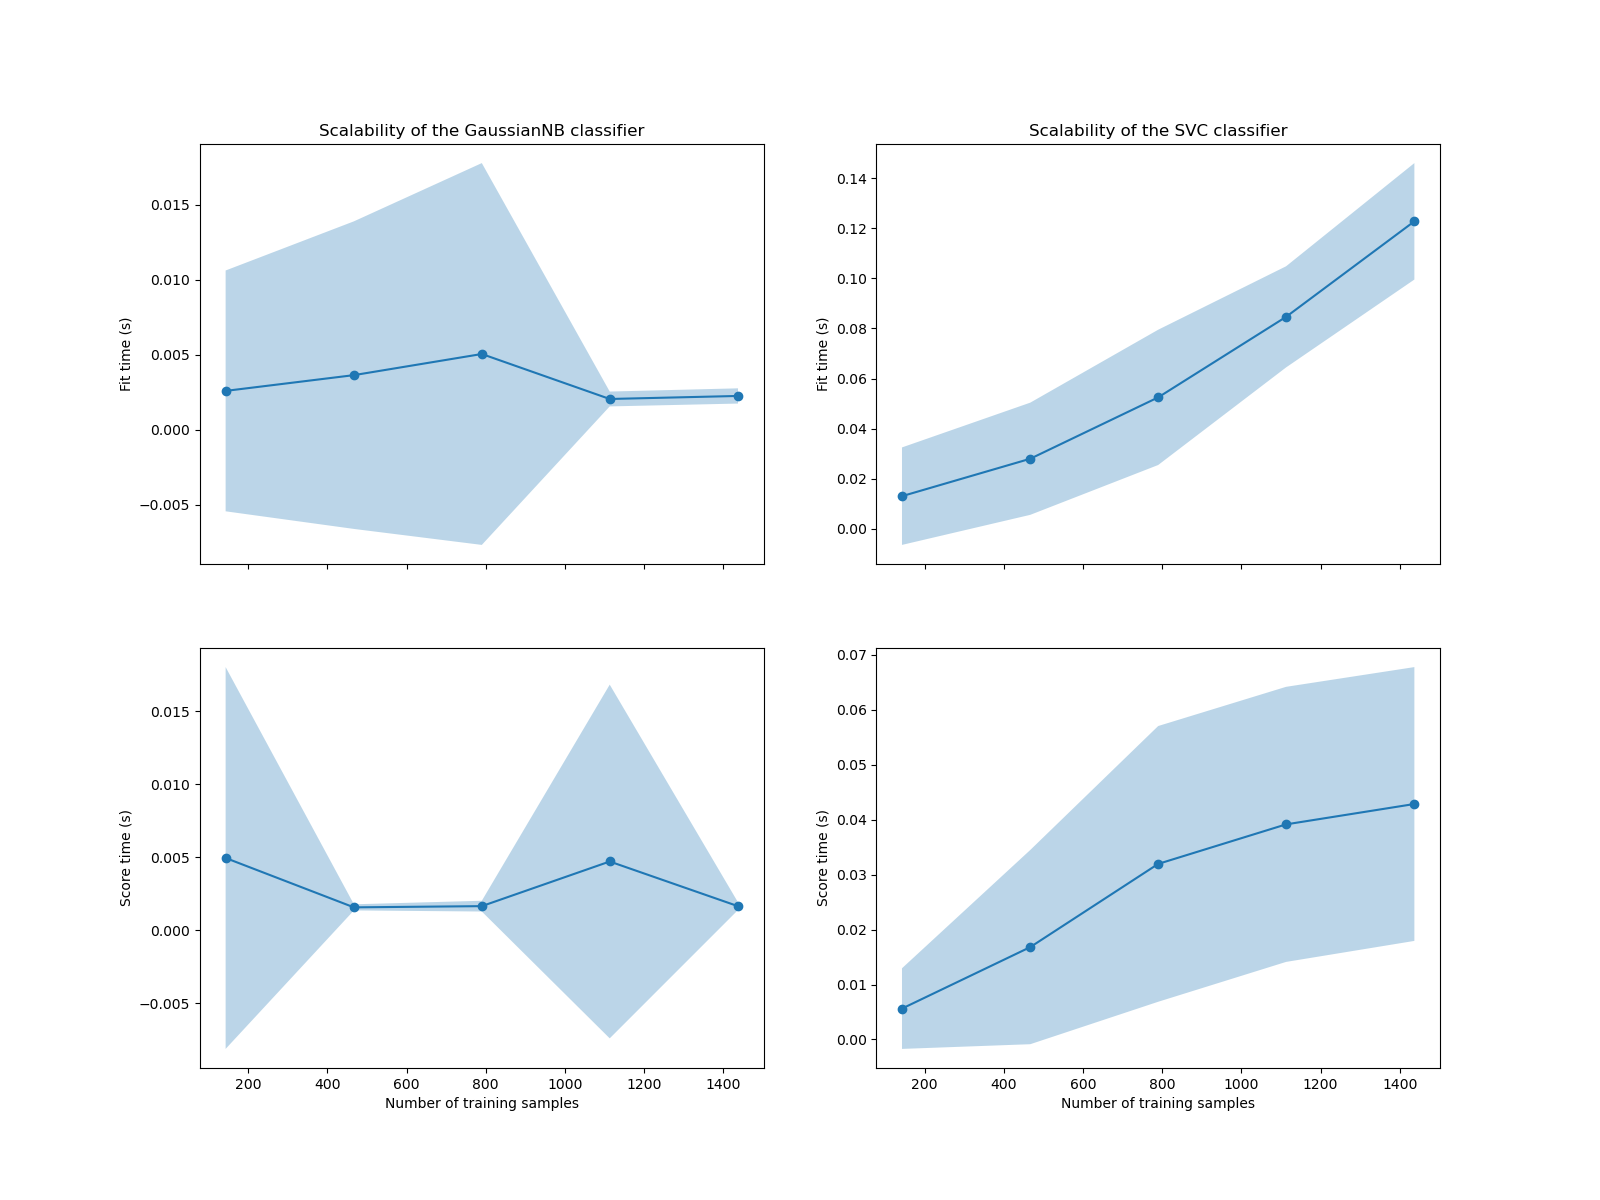 Scalability of the GaussianNB classifier
0.015
0.010
0.005
0.000
−0.005
Fit time (s)
Scalability of the SVC classifier
0.14
0.12
0.10
0.08
0.06
0.04
0.02
0.00
Fit time (s)
0.015
0.010
0.005
0.000
−0.005
Score time (s)
200 400 600 800 1000 1200 1400
Number of training samples
0.07
0.06
0.05
0.04
0.03
0.02
0.01
0.00
Score time (s)
200 400 600 800 1000 1200 1400
Number of training samples